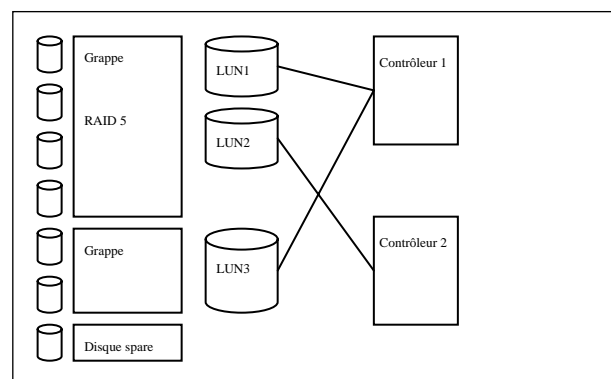 Grappe
RAID 5
LUN1
LUN2
Contrôleur 1
Grappe
LUN3
Contrôleur 2
Disque spare